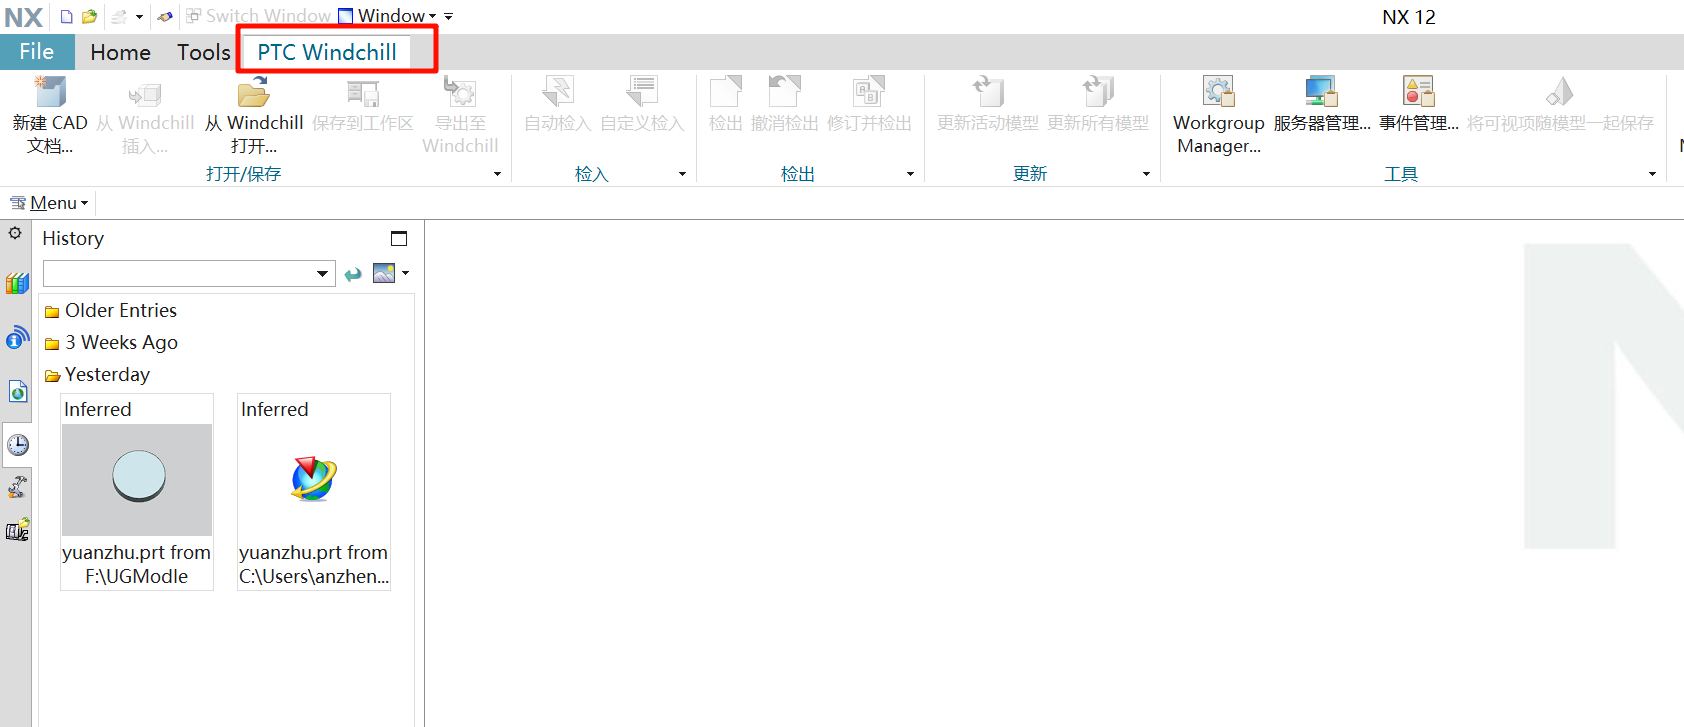 NX
Switch Window
Window
NX 12
File
Home
Tools
PTC Windchill
新建 CAD
文档...
从 Windchill
插入...
从 Windchill
打开...
保存到工作区
导出至
Windchill
自动检入
自定义检入
检出
撤消检出
修订并检出
更新活动模型
更新所有模型
Workgroup
Manager...
服务器管理...
事件管理...
将可视项随模型一起保存
打开/保存
检入
检出
更新
工具
Menu
History
Older Entries
3 Weeks Ago
Yesterday
Inferred
yuanzhu.prt from
F:\UGModle
Inferred
yuanzhu.prt from
C:\Users\anzhen...